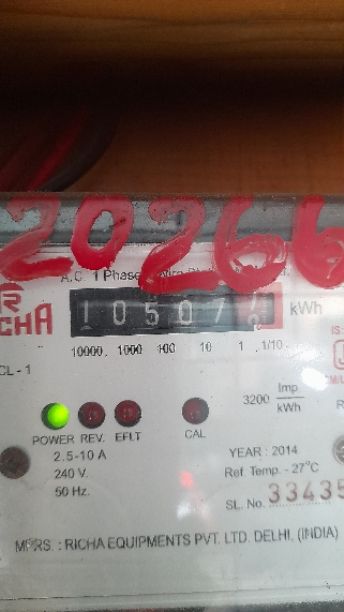 20266
A.C. 1 Phase
RICHA
10507
kWh
10000 1000 100 10 1 1/10
CL - 1
3200 Imp/kWh
POWER REV. EFLT CAL
2.5-10 A
240 V.
50 Hz.
YEAR : 2014
Ref. Temp. - 27°C
SL. No. 33435
MFRS. : RICHA EQUIPMENTS PVT. LTD. DELHI. (INDIA)